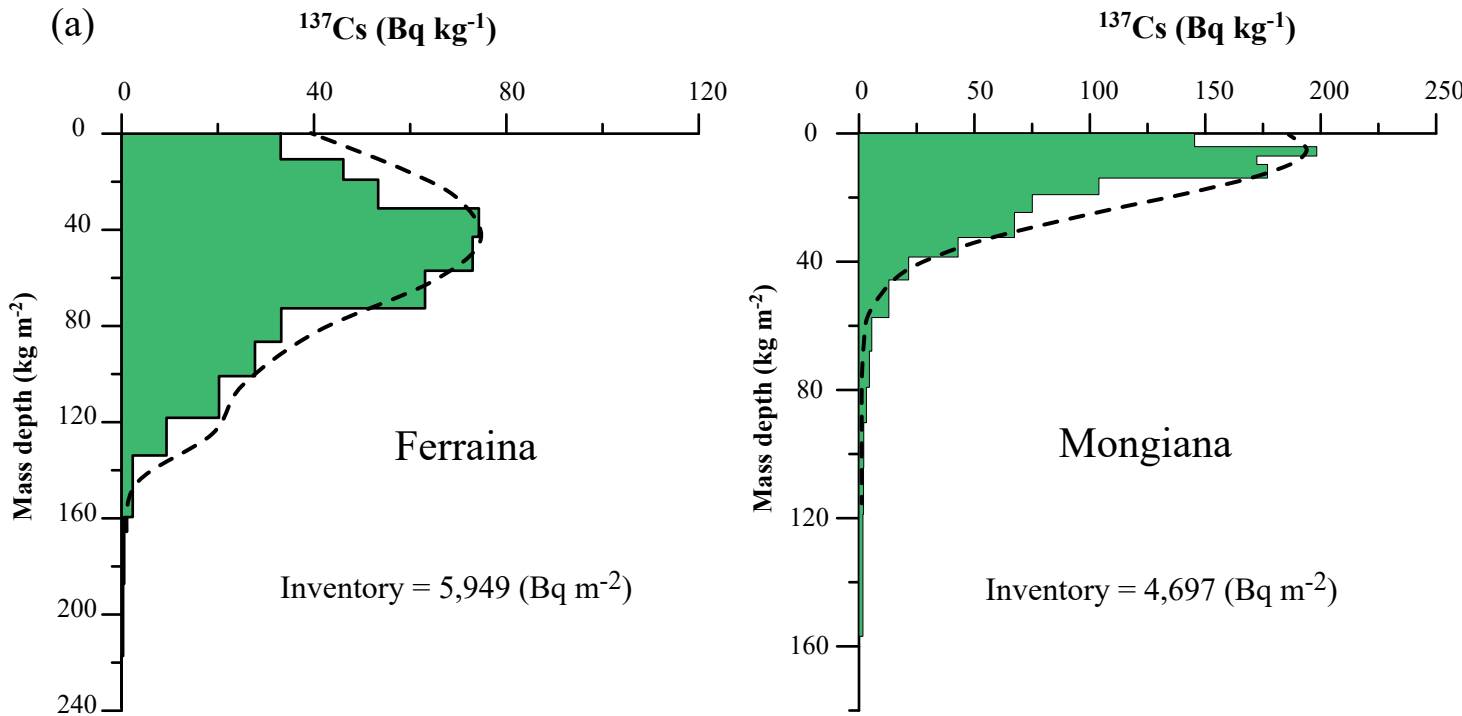 (a)
¹³⁷Cs (Bq kg⁻¹)
0 40 80 120
0
40
80
120
160
200
240
Mass depth (kg m⁻²)
Ferraina
Inventory = 5,949 (Bq m⁻²)
¹³⁷Cs (Bq kg⁻¹)
0 50 100 150 200 250
0
40
80
120
160
Mass depth (kg m⁻²)
Mongiana
Inventory = 4,697 (Bq m⁻²)